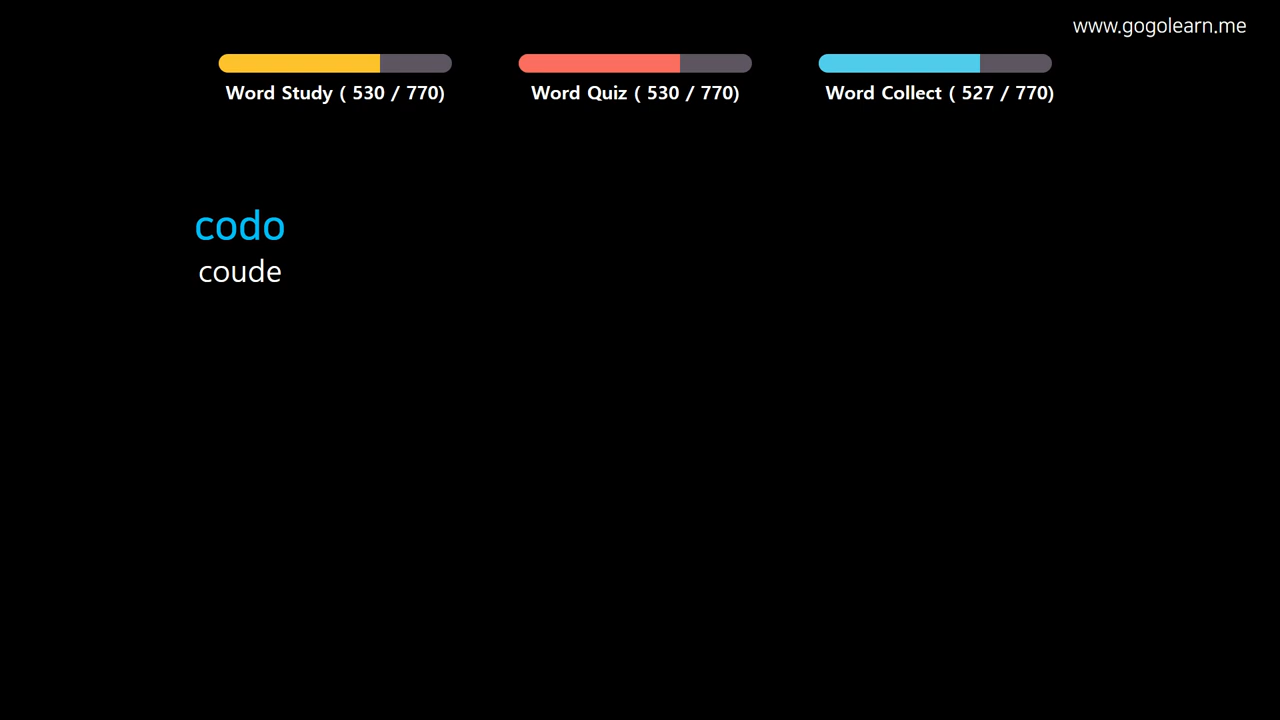 www.gogolearn.me
Word Study ( 530 / 770)
Word Quiz ( 530 / 770)
Word Collect ( 527 / 770)
codo
coude